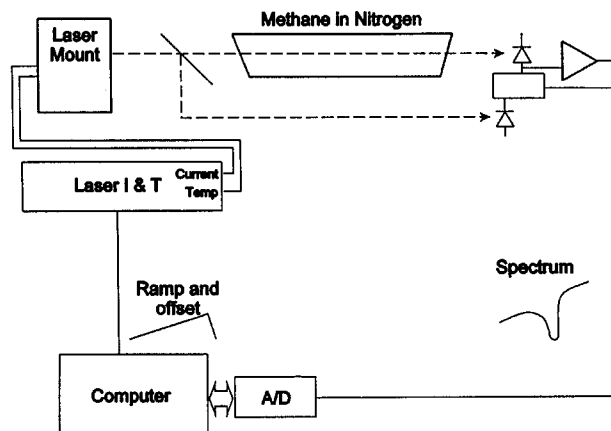 Laser
Mount
Methane in Nitrogen
Laser I & T
Current
Temp
Ramp and
offset
Spectrum
Computer
A/D